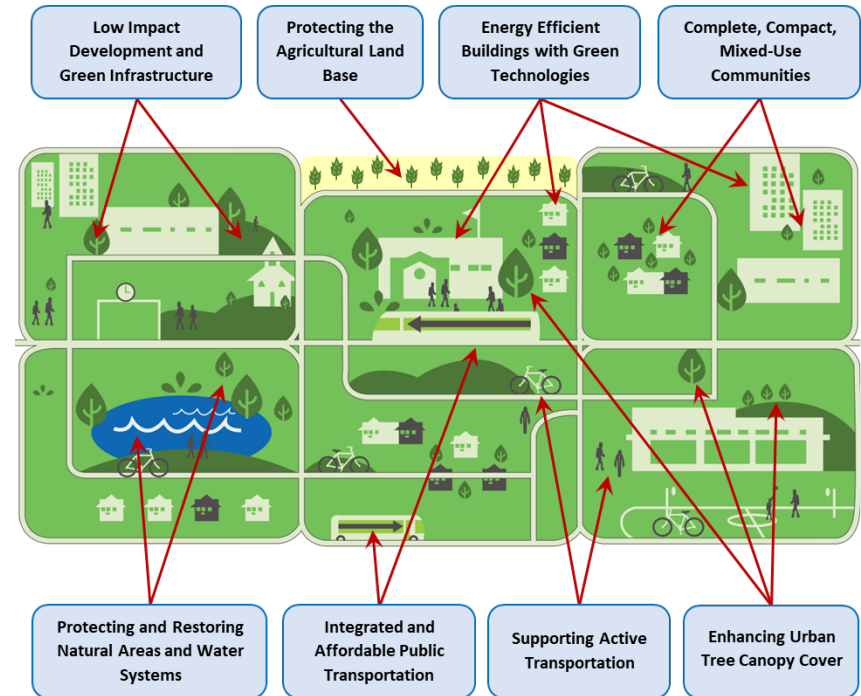 Low Impact
Development and
Green Infrastructure
Protecting the
Agricultural Land
Base
Energy Efficient
Buildings with Green
Technologies
Complete, Compact,
Mixed-Use
Communities
Protecting and Restoring
Natural Areas and Water
Systems
Integrated and
Affordable Public
Transportation
Supporting Active
Transportation
Enhancing Urban
Tree Canopy Cover